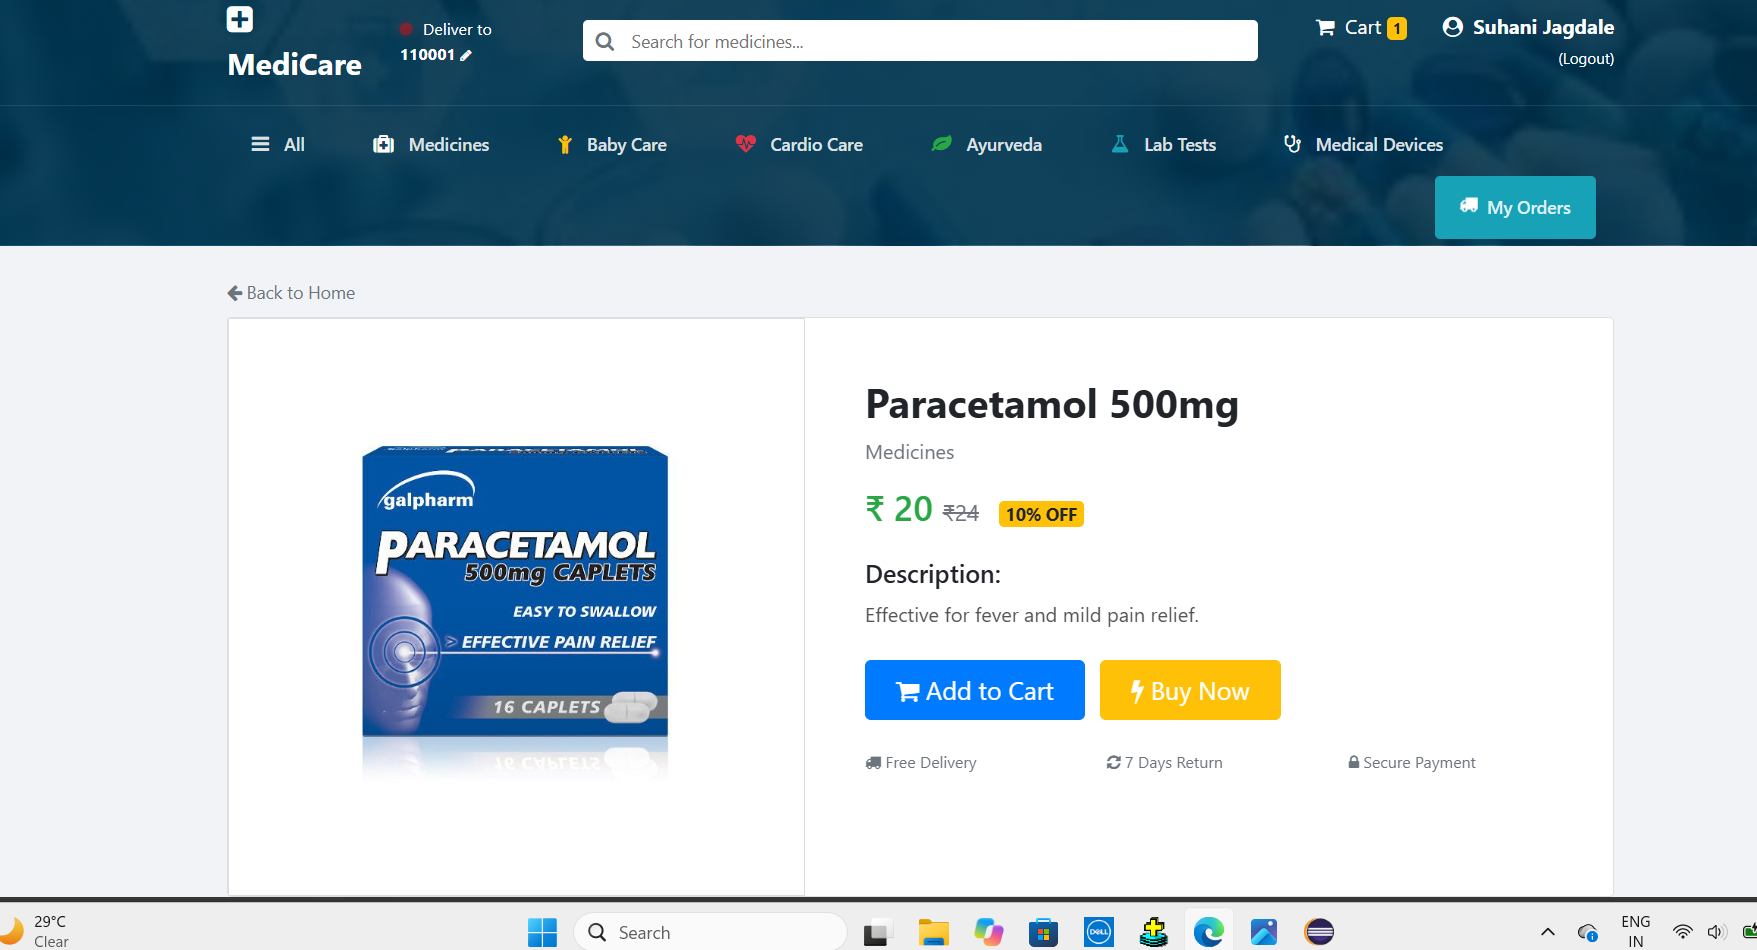 MediCare
Deliver to
110001
Search for medicines...
Cart 1
Suhani Jagdale
(Logout)
All
Medicines
Baby Care
Cardio Care
Ayurveda
Lab Tests
Medical Devices
My Orders
Back to Home
galpharm
PARACETAMOL
500mg CAPLETS
EASY TO SWALLOW
> EFFECTIVE PAIN RELIEF
16 CAPLETS
Paracetamol 500mg
Medicines
₹ 20 ₹24 10% OFF
Description:
Effective for fever and mild pain relief.
Add to Cart
Buy Now
Free Delivery
7 Days Return
Secure Payment
29°C
Clear
Search
DELL
ENG
IN